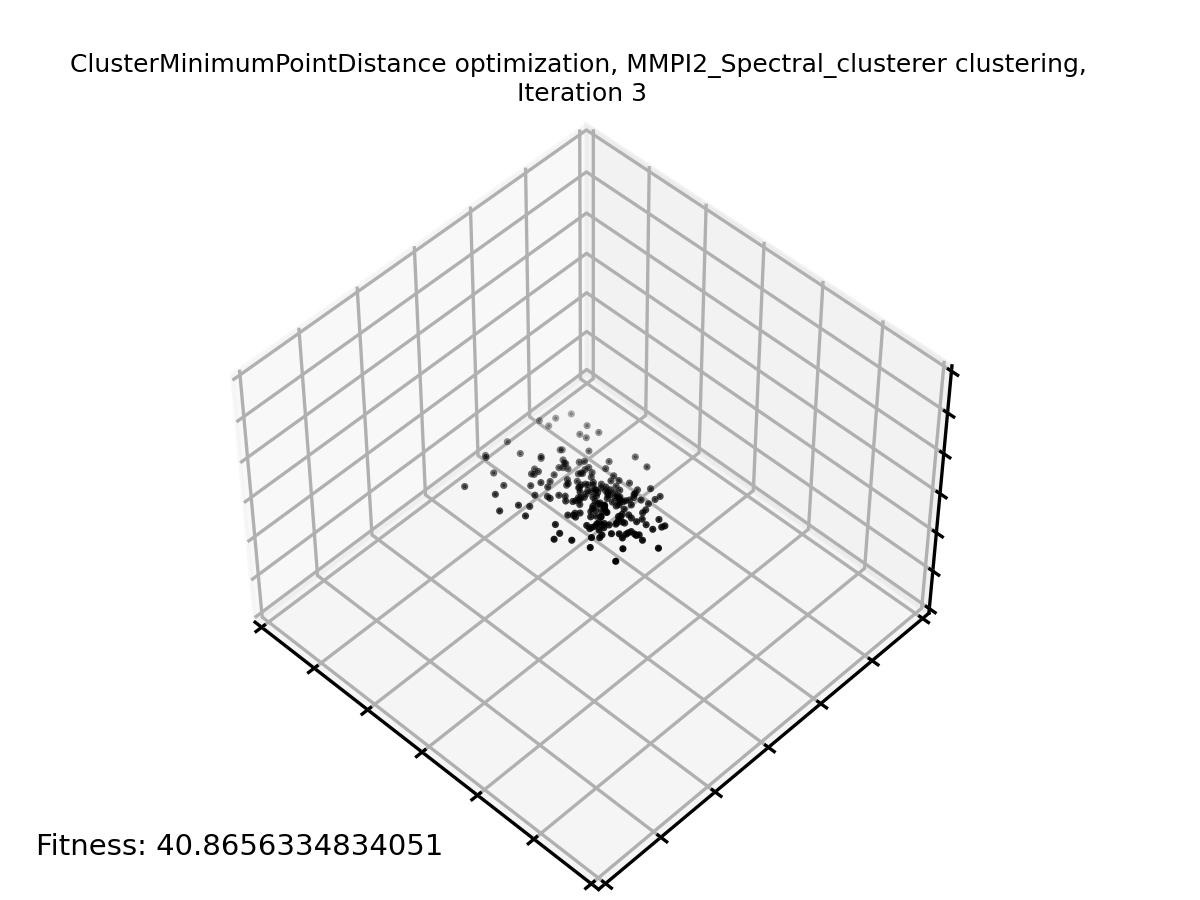 ClusterMinimumPointDistance optimization, MMPI2_Spectral_clusterer clustering,
Iteration 3
Fitness: 40.8656334834051